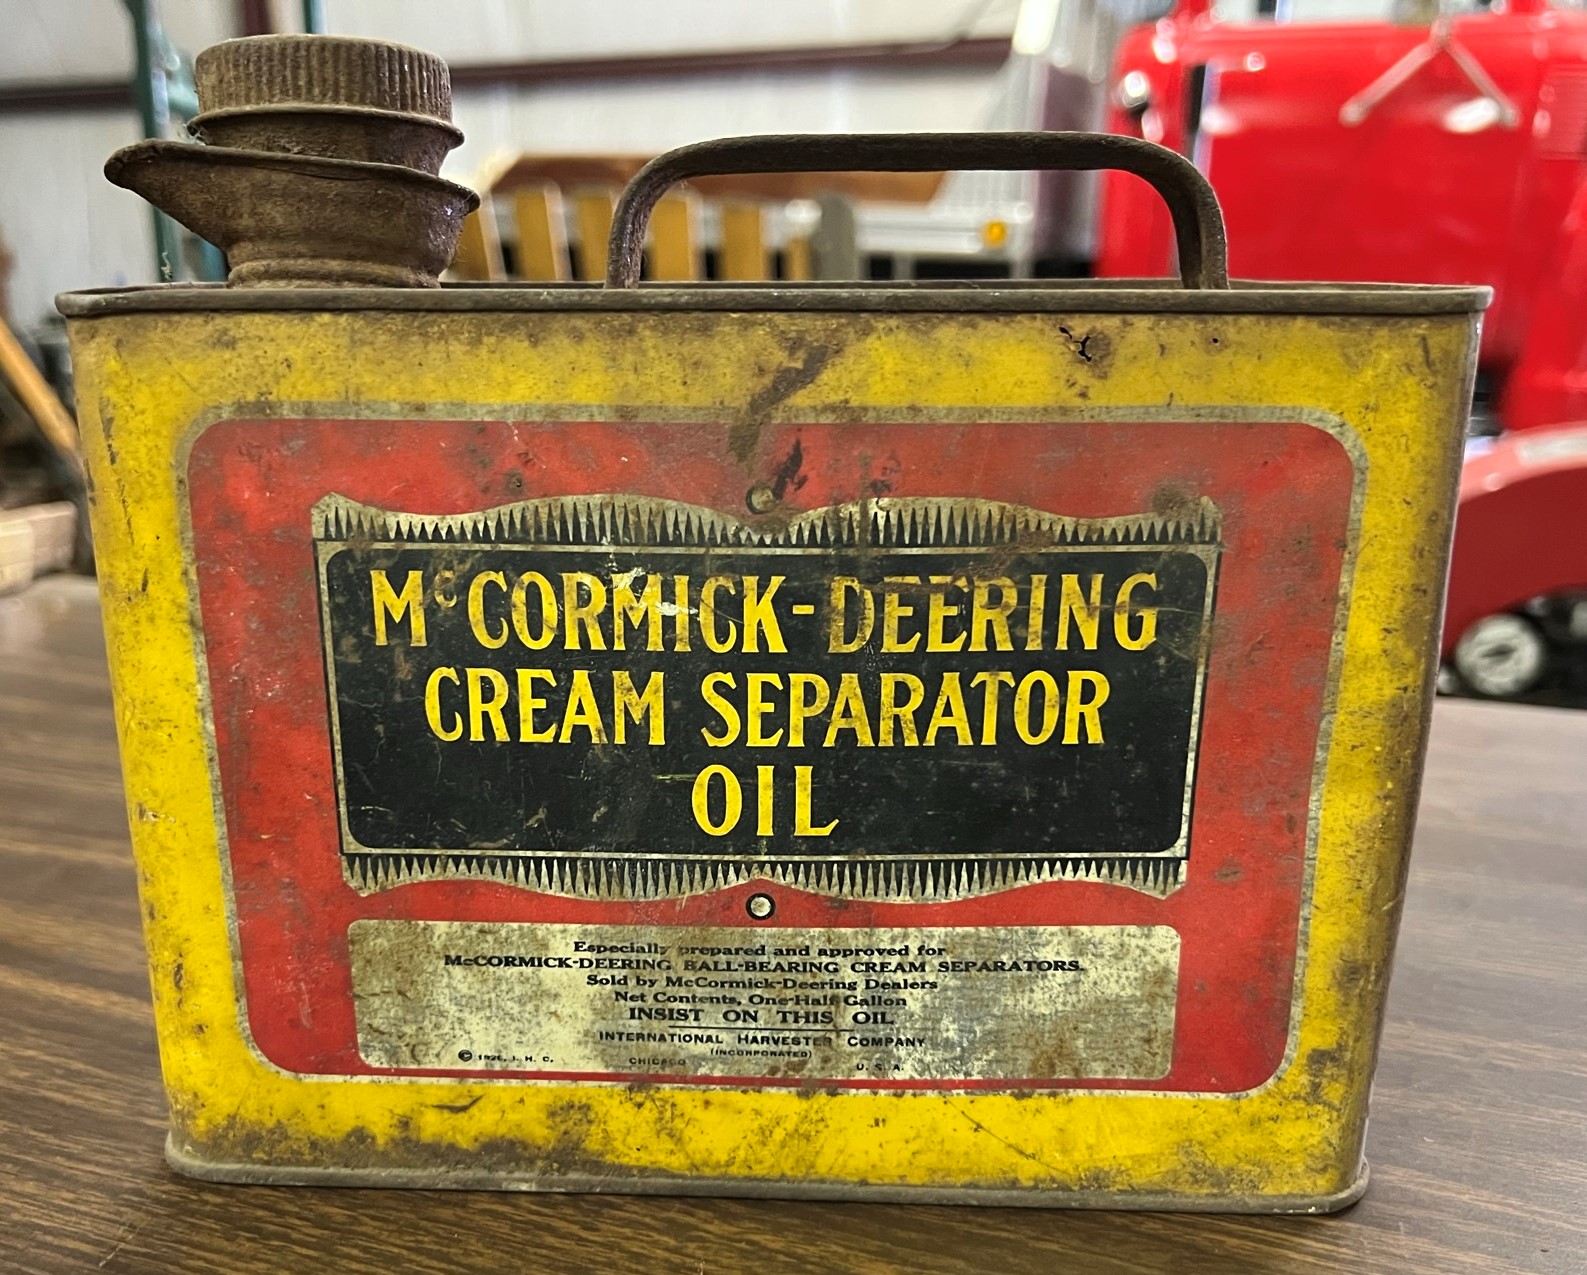 McCORMICK-DEERING
CREAM SEPARATOR
OIL
Especially prepared and approved for
McCORMICK-DEERING BALL-BEARING CREAM SEPARATORS.
Sold by McCormick-Deering Dealers
Net Contents, One-Half Gallon
INSIST ON THIS OIL
INTERNATIONAL HARVESTER COMPANY
(INCORPORATED)
© 1926, I. H. C. CHICAGO U. S. A.